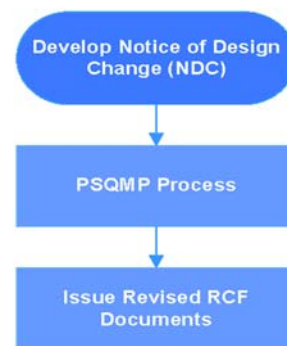 Develop Notice of Design
Change (NDC)
PSQMP Process
Issue Revised RCF
Documents